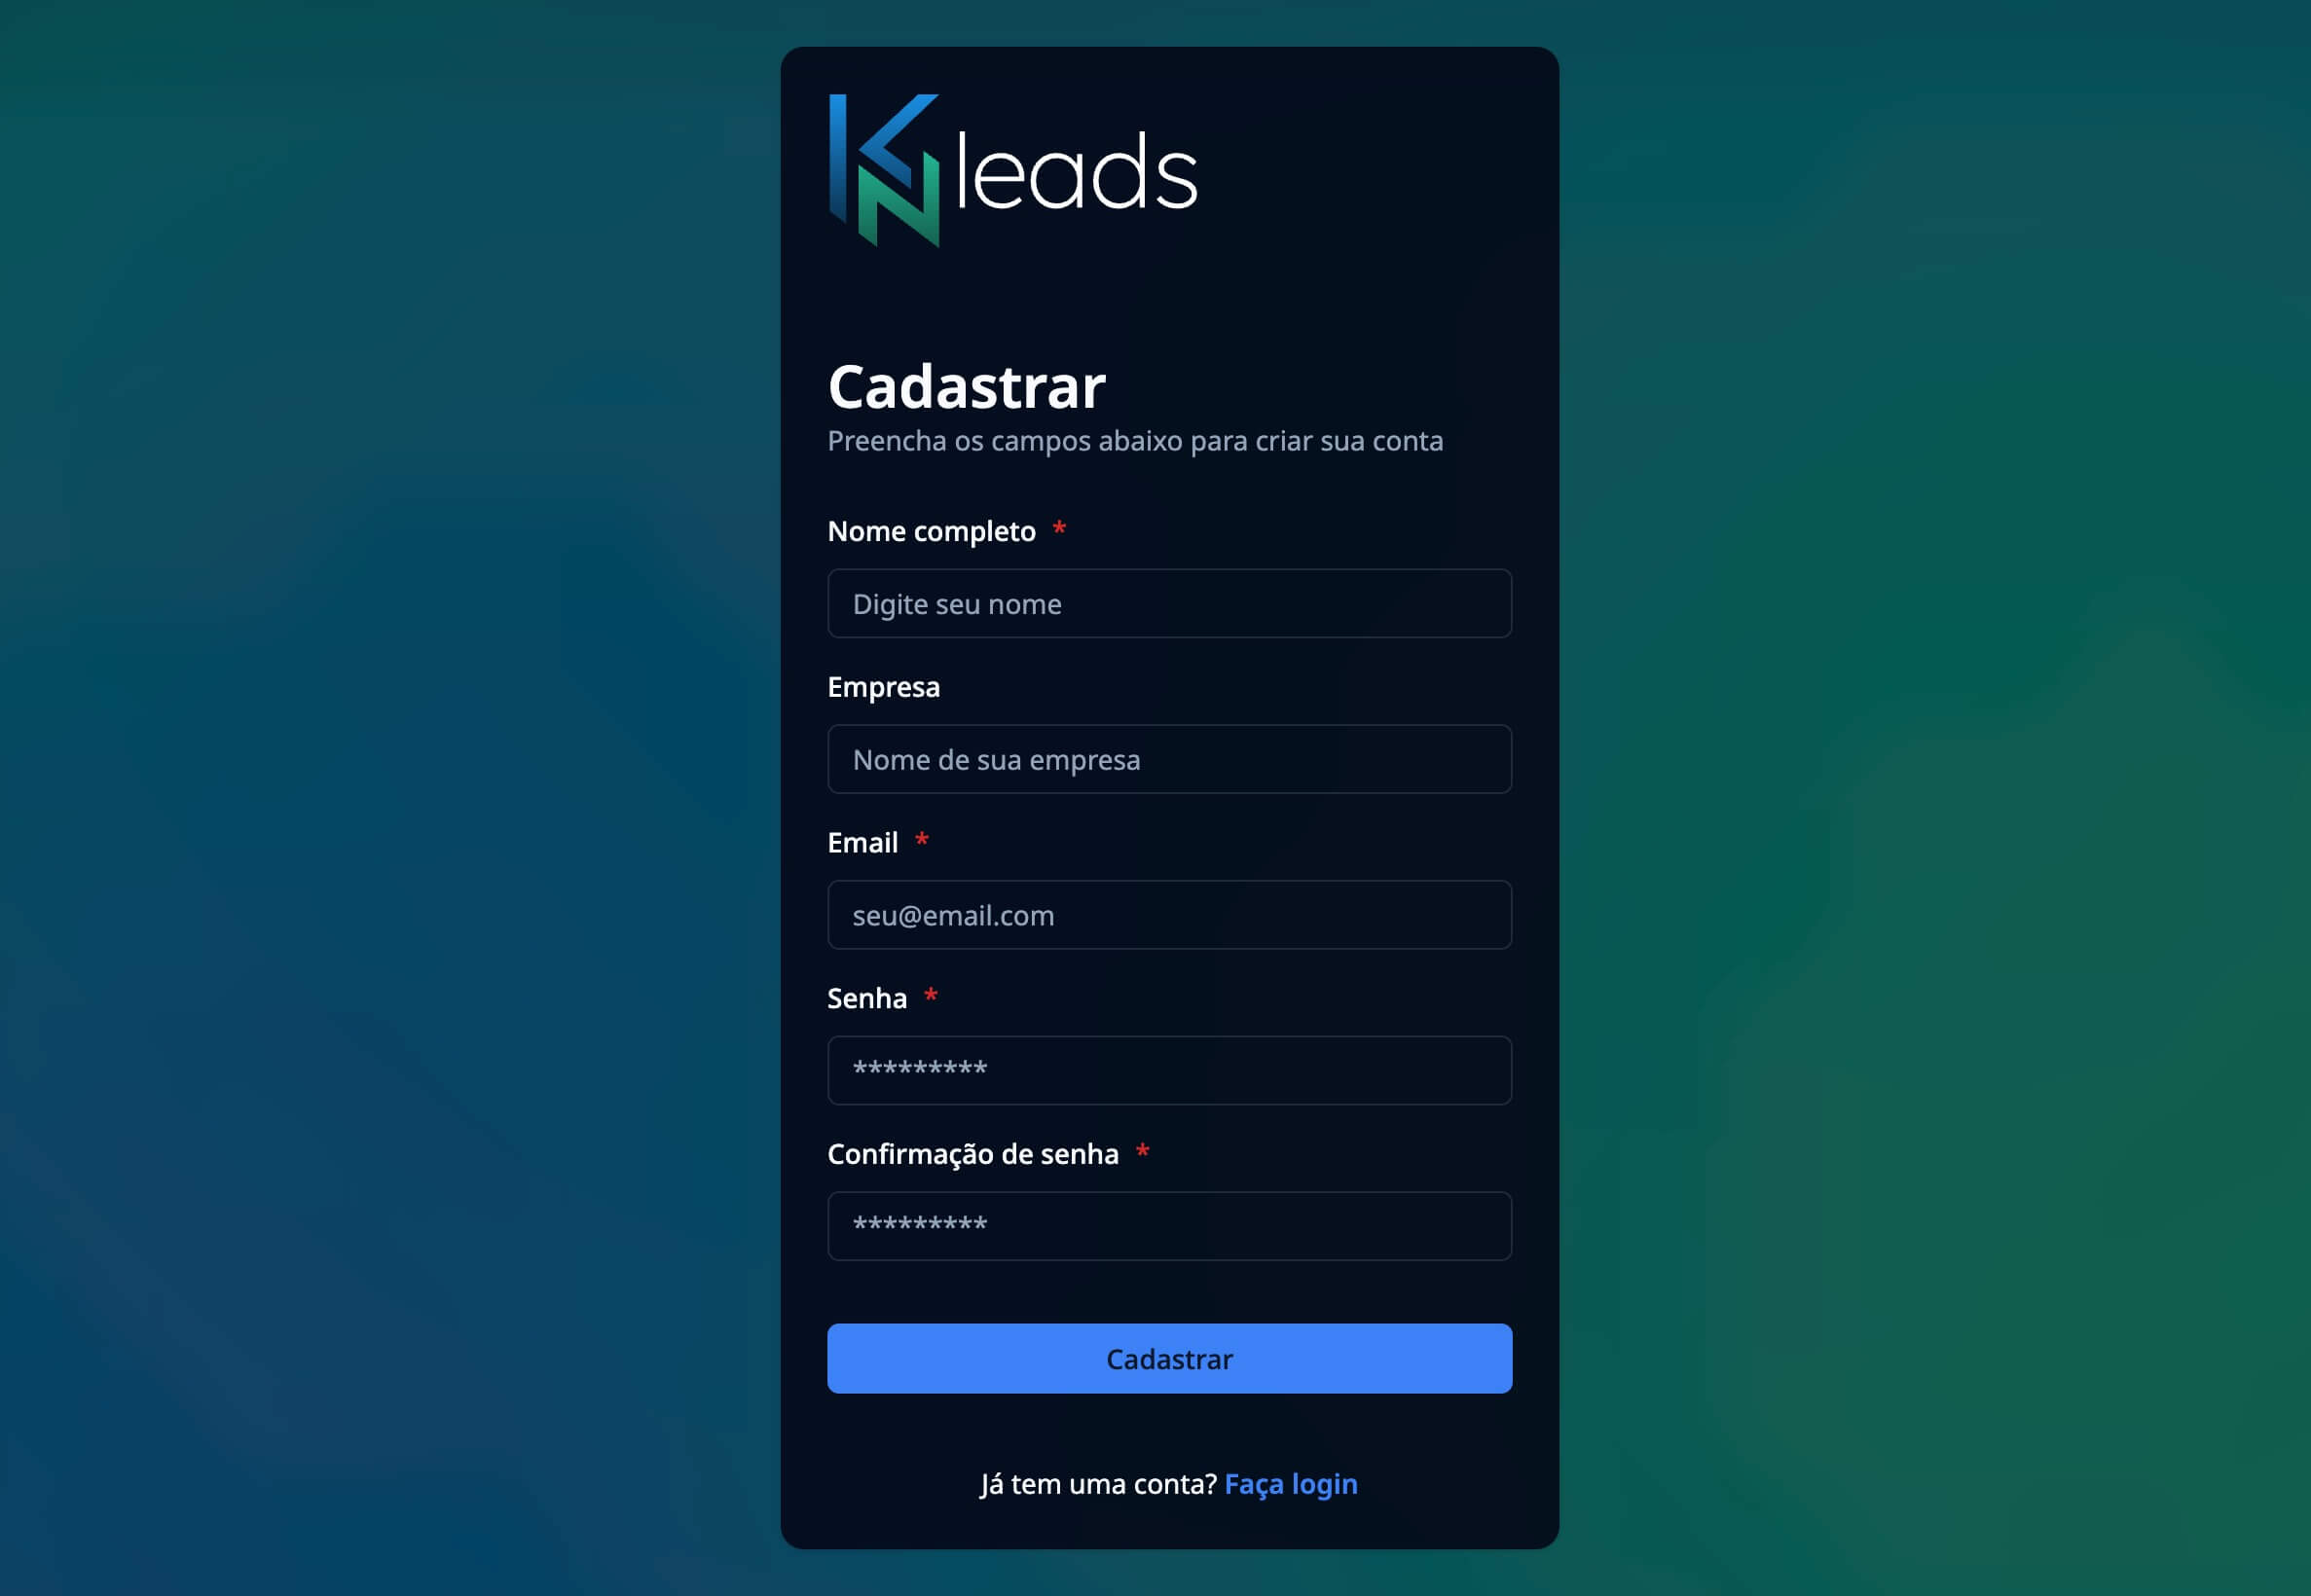 KN leads
Cadastrar
Preencha os campos abaixo para criar sua conta
Nome completo *
Digite seu nome
Empresa
Nome de sua empresa
Email *
seu@email.com
Senha *
*********
Confirmação de senha *
*********
Cadastrar
Já tem uma conta? Faça login